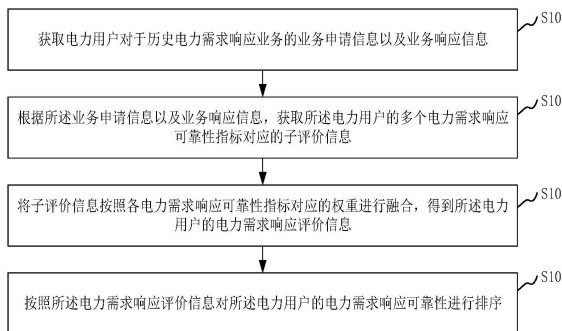 获取电力用户对于历史电力需求响应业务的业务申请信息以及业务响应信息
S10
根据所述业务申请信息以及业务响应信息，获取所述电力用户的多个电力需求响应
可靠性指标对应的子评价信息
S10
将子评价信息按照各电力需求响应可靠性指标对应的权重进行融合，得到所述电力
用户的电力需求响应评价信息
S10
按照所述电力需求响应评价信息对所述电力用户的电力需求响应可靠性进行排序
S10